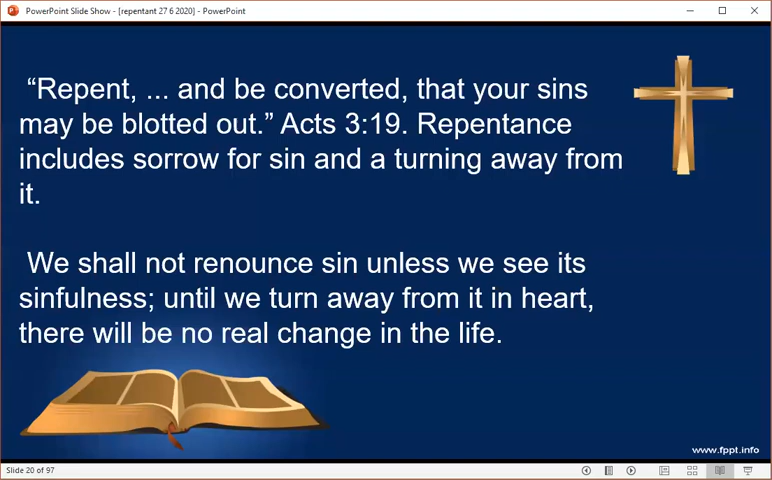 PowerPoint Slide Show - [repentant 27 6 2020] - PowerPoint
“Repent, ... and be converted, that your sins
may be blotted out.” Acts 3:19. Repentance
includes sorrow for sin and a turning away from
it.
We shall not renounce sin unless we see its
sinfulness; until we turn away from it in heart,
there will be no real change in the life.
www.fppt.info
Slide 20 of 97